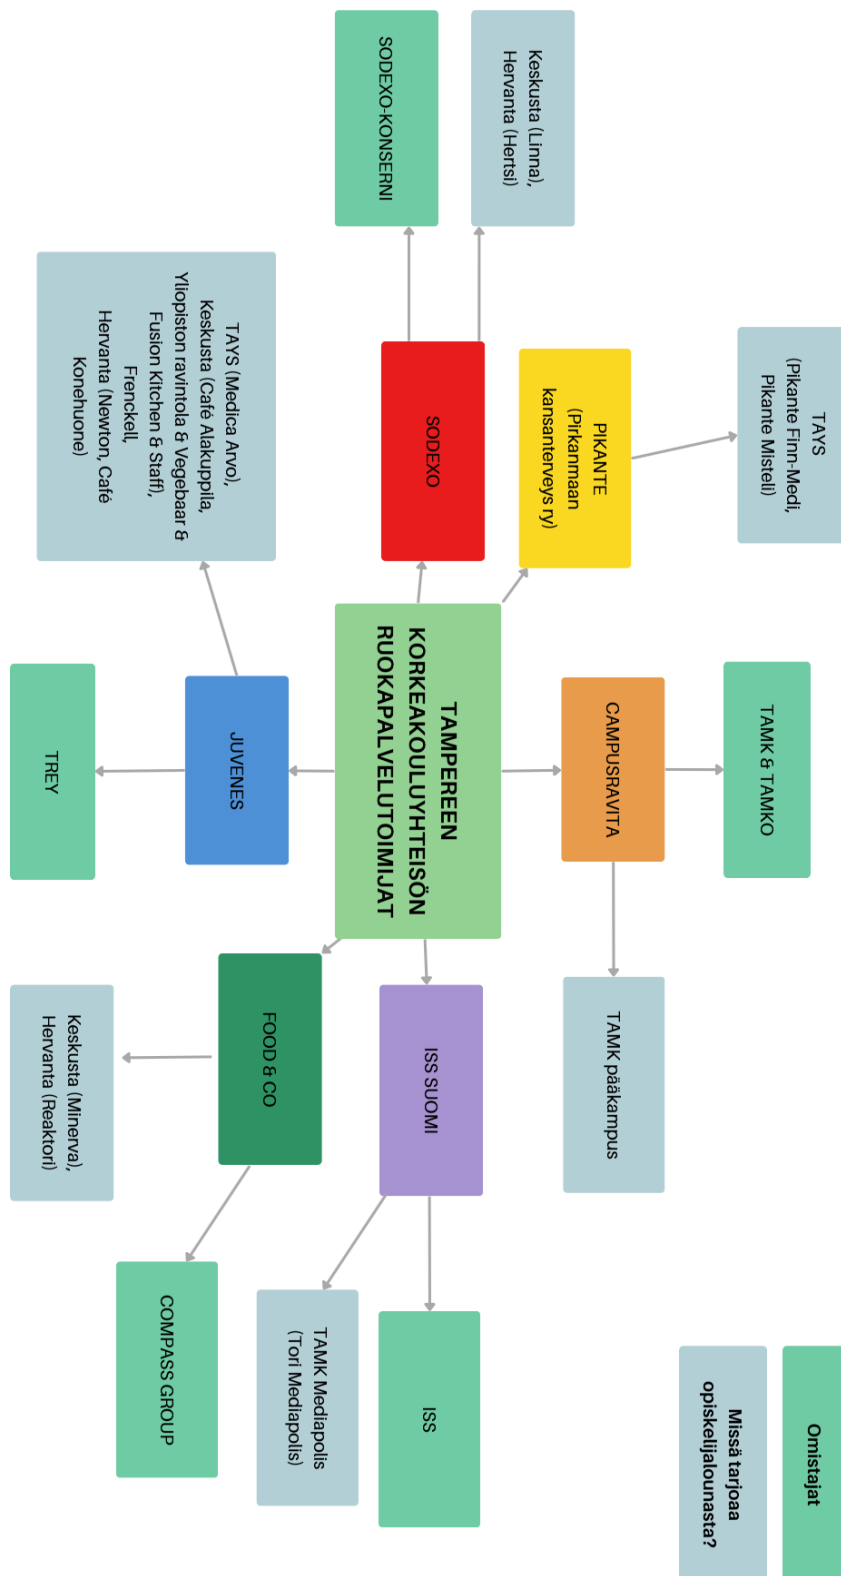 Omistajat
Missä tarjoaa
opiskelijalounasta?
TAYS
(Pikante Finn-Medi,
Pikante Misteli)
TAMK & TAMKO
PIKANTE
(Pirkanmaan
kansanterveys ry)
CAMPUSRAVITA
TAMK pääkampus
Keskusta (Linna),
Hervanta (Hertsi)
SODEXO-KONSERNI
SODEXO
TAMPEREEN
KORKEAKOULUYHTEISÖN
RUOKAPALVELUTOIMIJAT
ISS SUOMI
ISS
TAMK Mediapolis
(Tori Mediapolis)
TAYS (Medica Arvo),
Keskusta (Café Alakuppila,
Yliopiston ravintola & Vegebaar &
Fusion Kitchen & Staff),
Frenckell,
Hervanta (Newton, Café
Konehuone)
JUVENES
FOOD & CO
COMPASS GROUP
TREY
Keskusta (Minerva),
Hervanta (Reaktori)